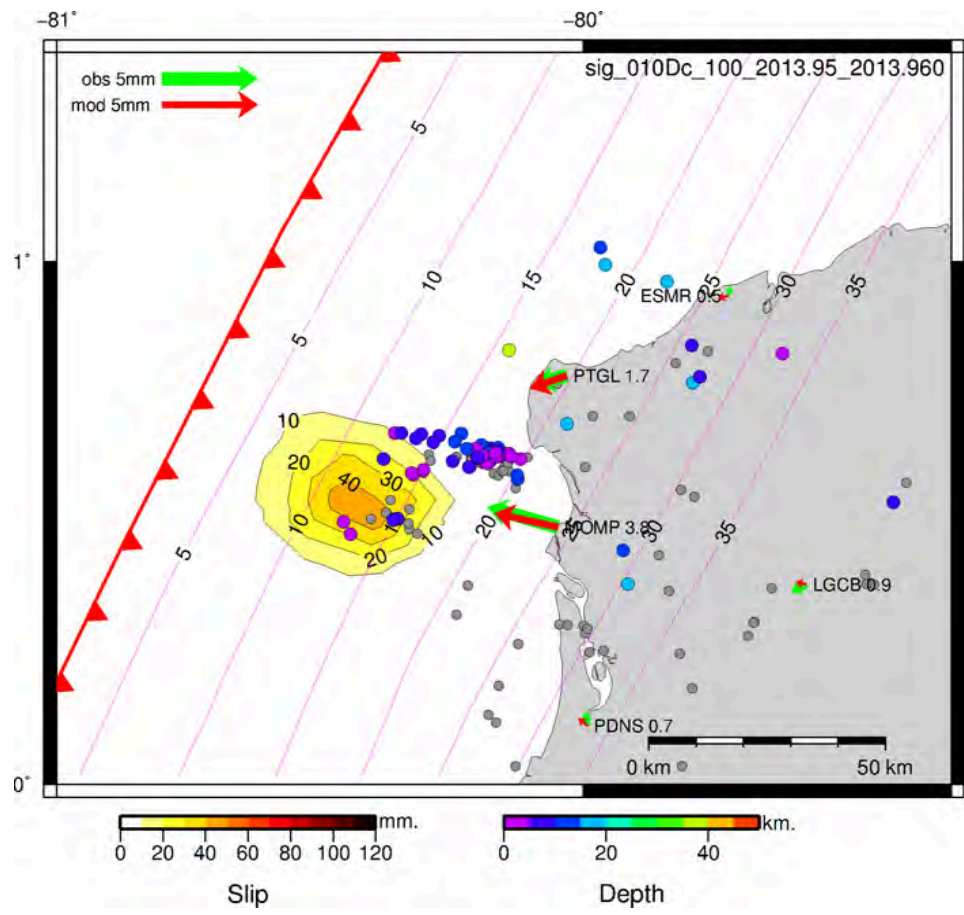 -81° -80°
obs 5mm
mod 5mm
sig_010Dc_100_2013.95_2013.960
5
1°
5 10 15 20 25 30 35
ESMR 0.5
PTGL 1.7
10
20 30
40
10 20 MOMP 3.8 30 35
10
20
5
LGCB 0.9
PDNS 0.7
0 km 50 km
0°
mm. km.
0 20 40 60 80 100 120 0 20 40
Slip Depth